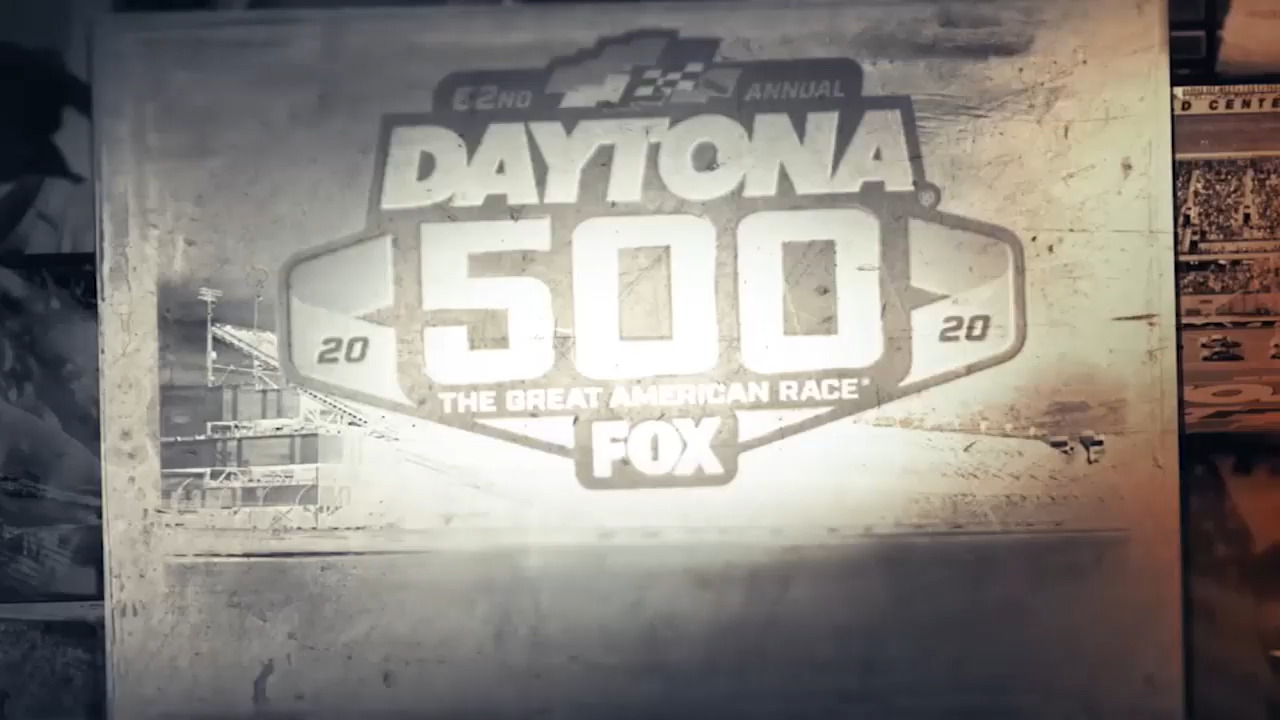 62ND ANNUAL
DAYTONA®
500
20 20
THE GREAT AMERICAN RACE®
FOX
D CENTE